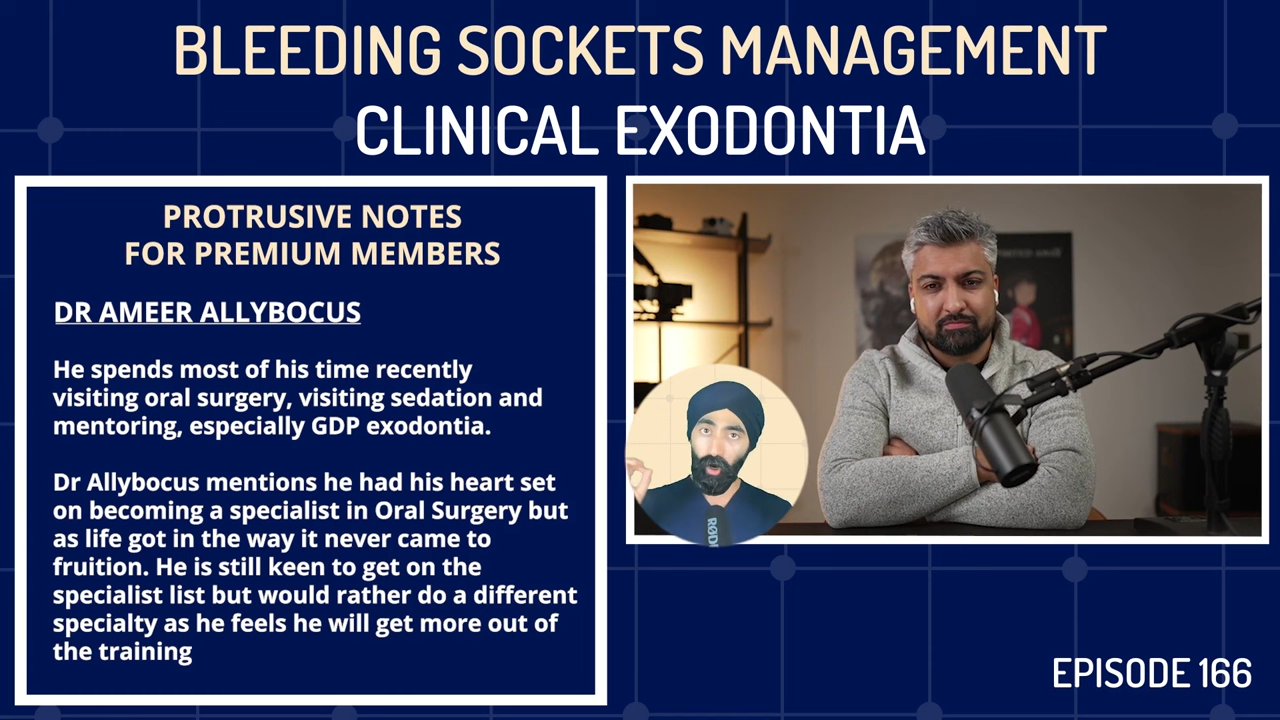 BLEEDING SOCKETS MANAGEMENT
CLINICAL EXODONTIA
PROTRUSIVE NOTES
FOR PREMIUM MEMBERS
DR AMEER ALLYBOCUS
He spends most of his time recently
visiting oral surgery, visiting sedation and
mentoring, especially GDP exodontia.
Dr Allybocus mentions he had his heart set
on becoming a specialist in Oral Surgery but
as life got in the way it never came to
fruition. He is still keen to get on the
specialist list but would rather do a different
specialty as he feels he will get more out of
the training
RØDE
EPISODE 166